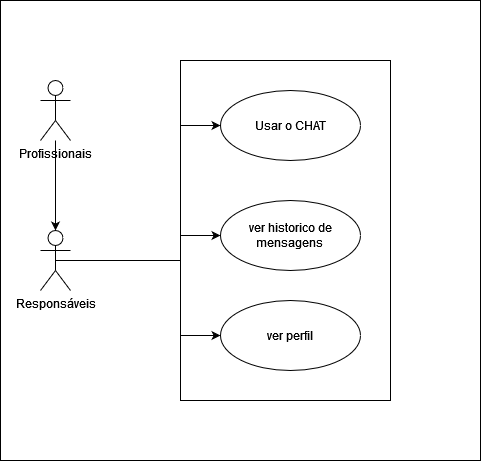 Usar o CHAT
Profissionais
ver historico de
mensagens
Responsáveis
ver perfil